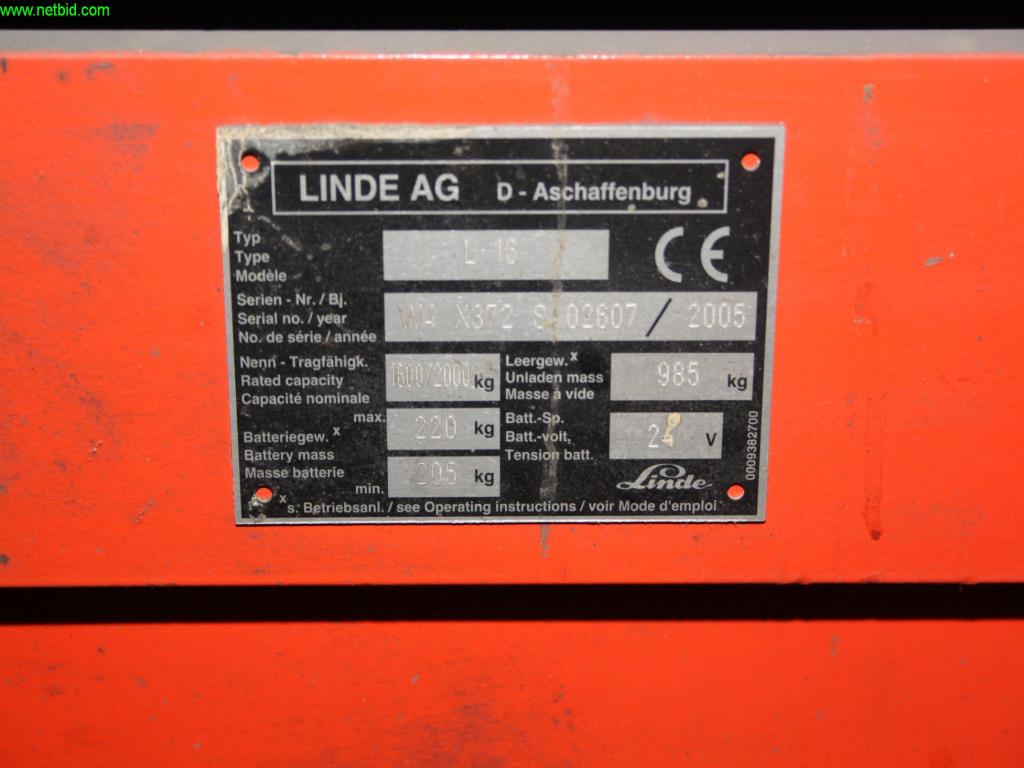 www.netbid.com
LINDE AG D - Aschaffenburg
Typ
Type
Modèle
L 16
CE
Serien - Nr. / Bj.
Serial no. / year
No. de série / année
W4 X372 S 02607 / 2005
Nenn - Tragfähigk.
Rated capacity
Capacité nominale
1600/2000 kg
Leergew. x
Unladen mass
Masse à vide
985 kg
max.
220 kg
Batteriegew. x
Battery mass
Masse batterie
min.
205 kg
Batt.-Sp.
Batt.-volt,
Tension batt.
24 V
0009382700
Linde
x s. Betriebsanl. / see Operating instructions / voir Mode d'emploi